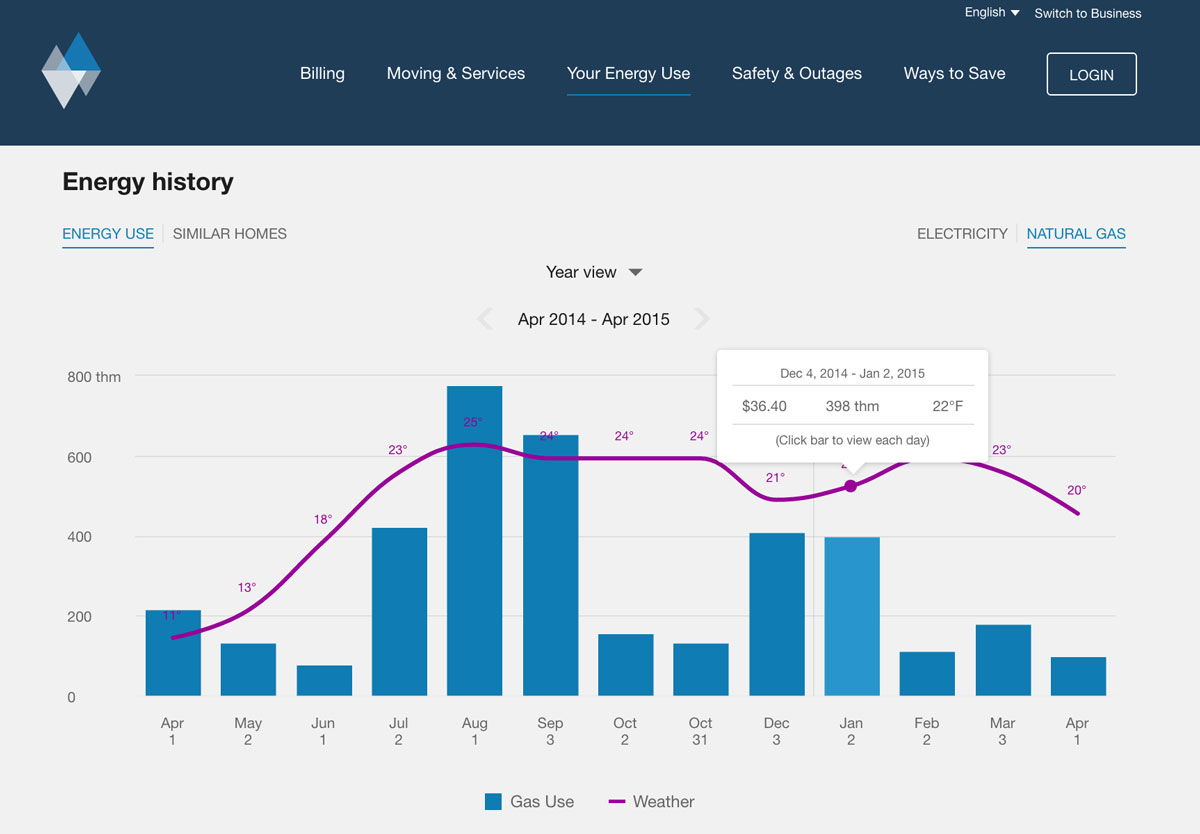 English Switch to Business
Billing Moving & Services Your Energy Use Safety & Outages Ways to Save LOGIN
Energy history
ENERGY USE SIMILAR HOMES ELECTRICITY NATURAL GAS
Year view
Apr 2014 - Apr 2015
Dec 4, 2014 - Jan 2, 2015
$36.40 398 thm 22°F
(Click bar to view each day)
800 thm
600
400
200
0
11° 13° 18° 23° 25° 24° 24° 24° 21° 23° 20°
Apr May Jun Jul Aug Sep Oct Oct Dec Jan Feb Mar Apr
1 2 1 2 1 3 2 31 3 2 2 3 1
Gas Use Weather